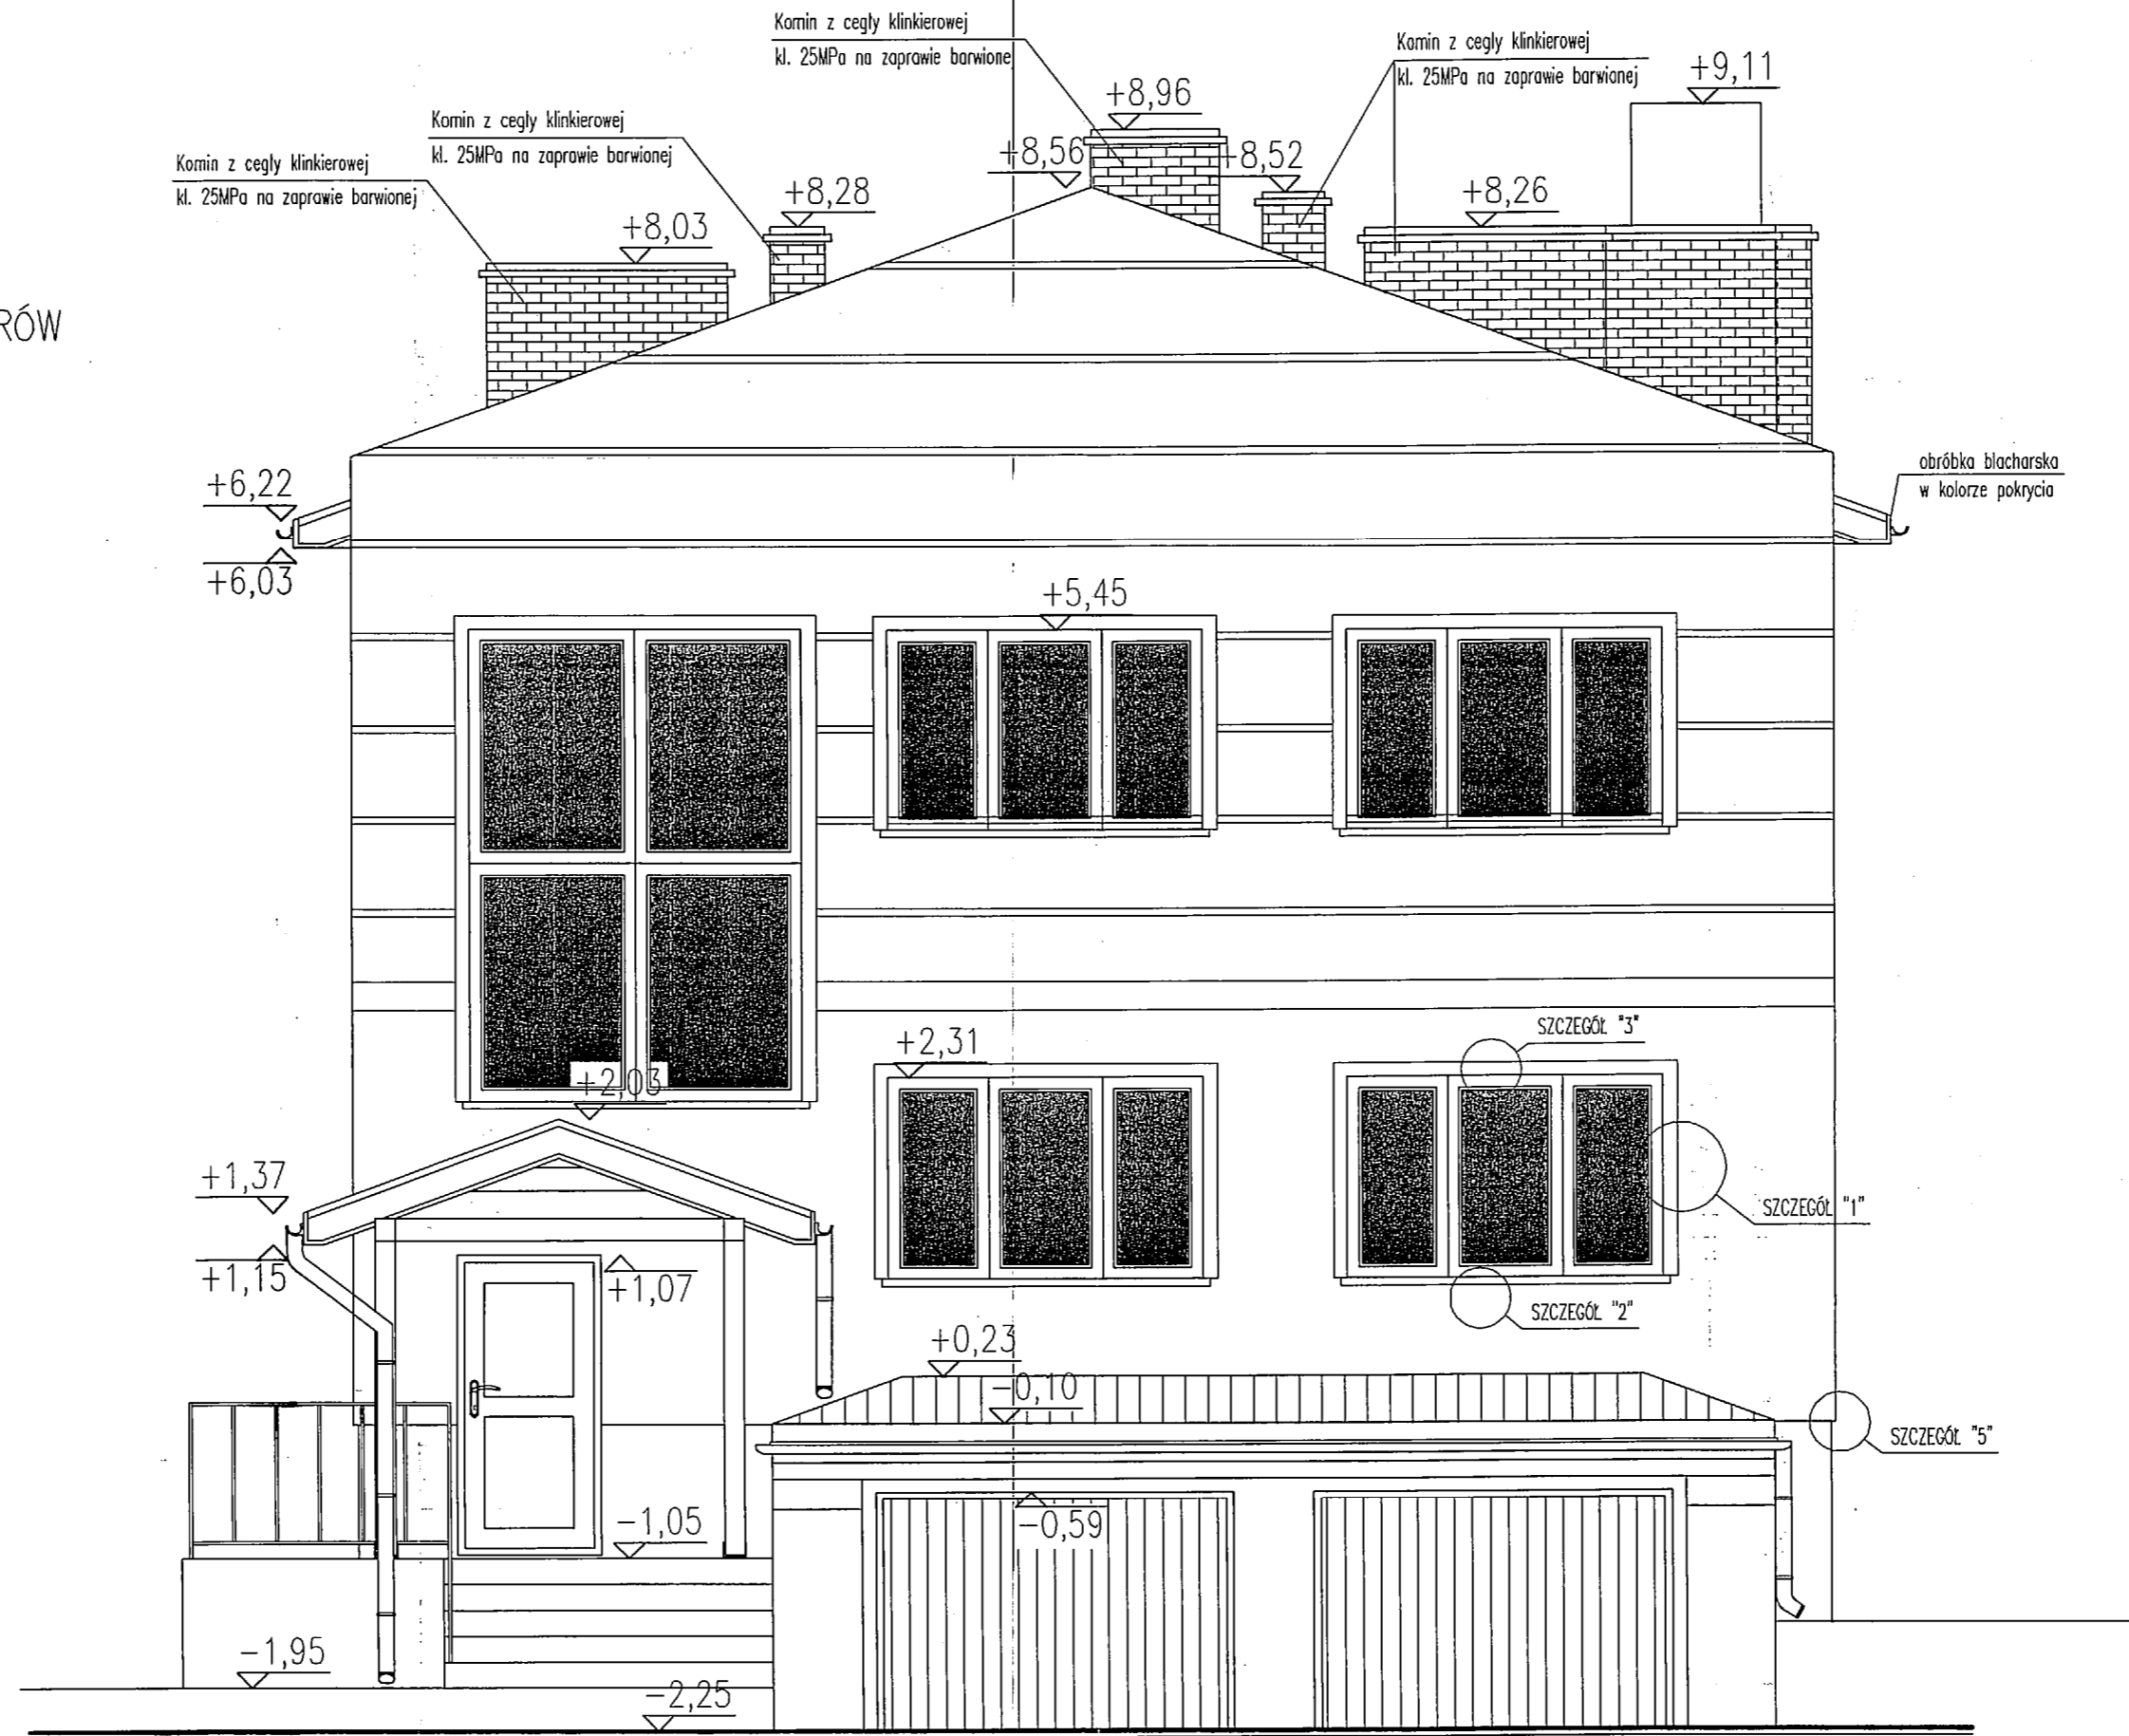 Komin z cegły klinkierowej
kl. 25MPa na zaprawie barwione
Komin z cegły klinkierowej
kl. 25MPa na zaprawie barwionej
+9,11
+8,96
Komin z cegły klinkierowej
kl. 25MPa na zaprawie barwionej
+8,56
+8,52
Komin z cegły klinkierowej
kl. 25MPa na zaprawie barwionej
+8,28
+8,26
+8,03
RÓW
obróbka blacharska
w kolorze pokrycia
+6,22
+6,03
+5,45
SZCZEGÓŁ "3"
+2,31
+2,03
+1,37
SZCZEGÓŁ "1"
+1,15
+1,07
SZCZEGÓŁ "2"
+0,23
-0,10
SZCZEGÓŁ "5"
-1,05
-0,59
-1,95
-2,25